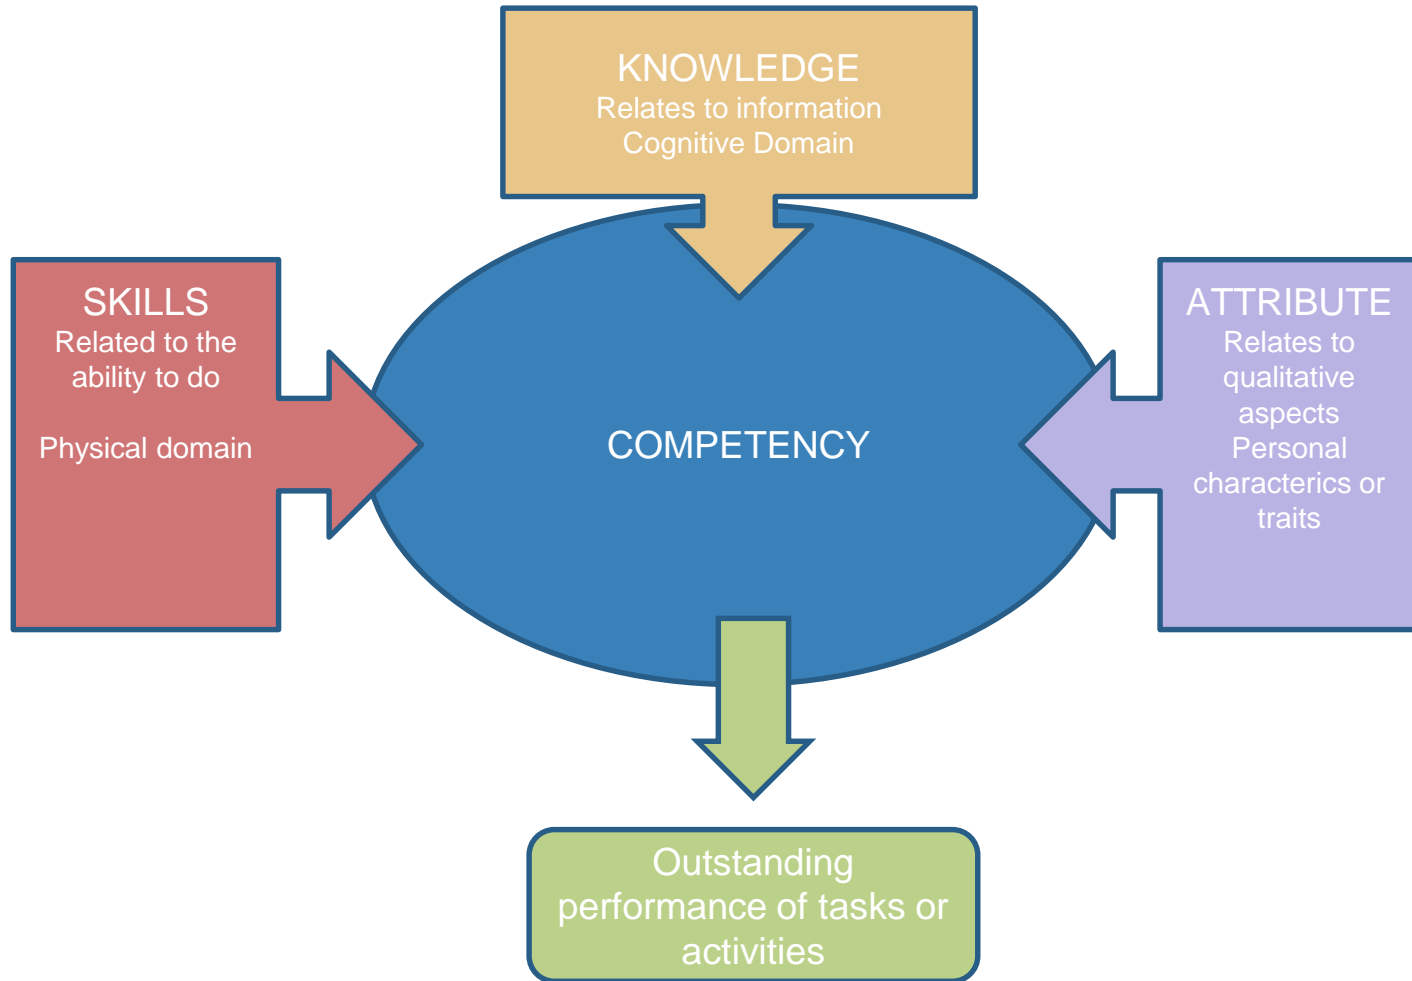 KNOWLEDGE
Relates to information
Cognitive Domain
SKILLS
Related to the
ability to do
Physical domain
COMPETENCY
ATTRIBUTE
Relates to
qualitative
aspects
Personal
characterics or
traits
Outstanding
performance of tasks or
activities